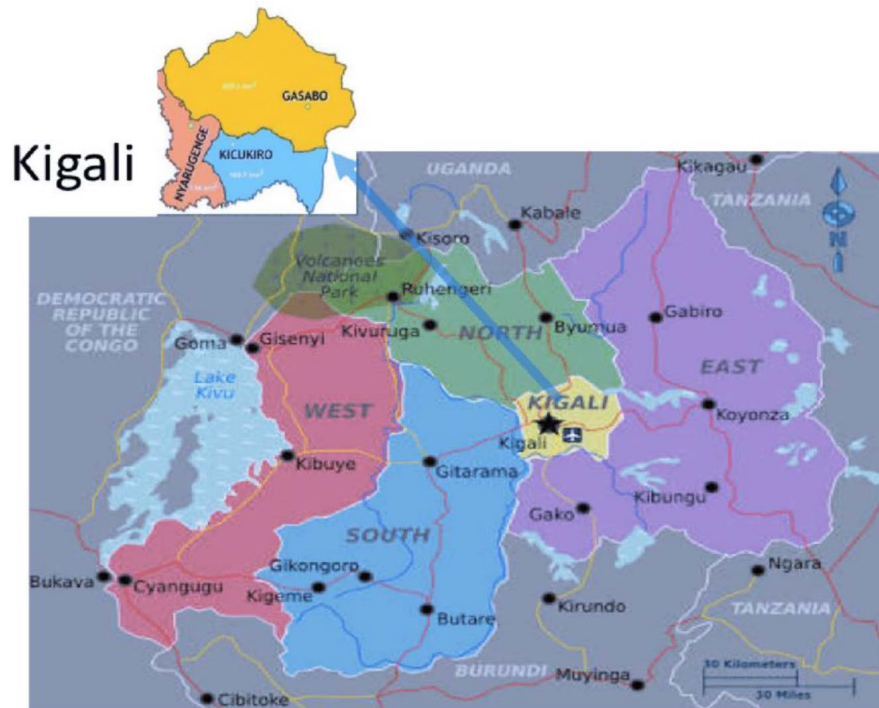 Kigali
GASABO
KICUKIRO
NYARUGENGE
UGANDA
Kikagau
TANZANIA
Kabale
Kisoro
N
Volcanoes
National
Park
Ruhengeri
DEMOCRATIC
REPUBLIC
OF THE
CONGO
Kivuruga
NORTH
Byumua
Gabiro
Goma
Gisenyi
EAST
Lake
Kivu
WEST
KIGALI
Koyonza
Kigali
Kibuye
Gitarama
Kibungu
Gako
SOUTH
Gikongoro
Ngara
Bukava
Cyangugu
Kigeme
Kirundo
Butare
TANZANIA
BURUNDI
Muyinga
30 Kilometers
30 Miles
Cibitoke